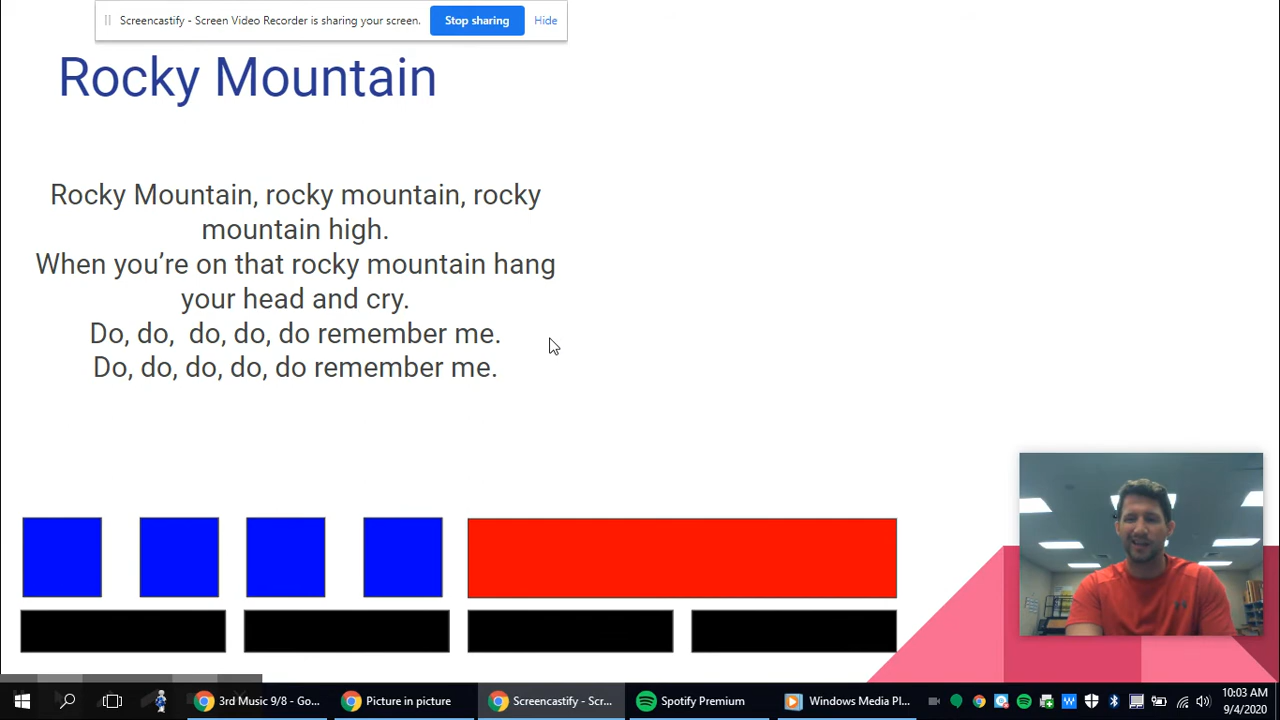 Screencastify - Screen Video Recorder is sharing your screen.
Stop sharing
Hide
Rocky Mountain
Rocky Mountain, rocky mountain, rocky
mountain high.
When you’re on that rocky mountain hang
your head and cry.
Do, do,  do, do, do remember me.
Do, do, do, do, do remember me.
3rd Music 9/8 - Go...
Picture in picture
Screencastify - Scr...
Spotify Premium
Windows Media Pl...
10:03 AM
9/4/2020